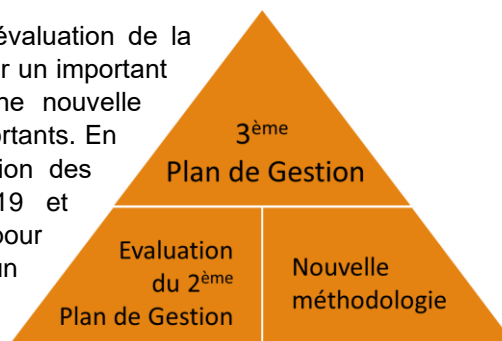 évaluation de la
r un important
ne nouvelle
ortants. En
ion des
19 et
pour
un
3ème
Plan de Gestion
Evaluation
du 2ème
Plan de Gestion
Nouvelle
méthodologie